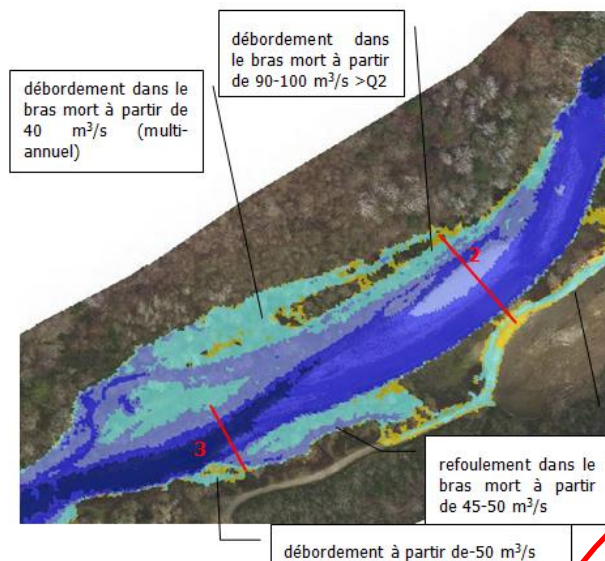 débordement dans
le bras mort à partir
de 90-100 m³/s >Q2
débordement dans le
bras mort à partir de
40 m³/s (multi-
annuel)
2
3
refoulement dans le
bras mort à partir
de 45-50 m³/s
débordement à partir de-50 m³/s